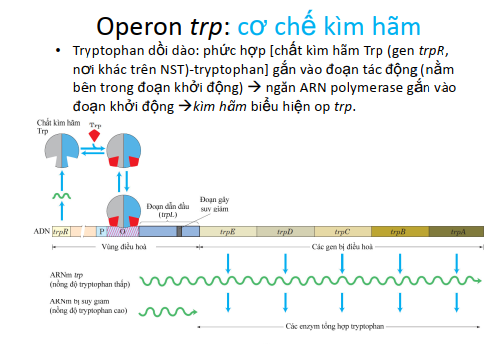 Operon trp: cơ chế kìm hãm
• Tryptophan dồi dào: phức hợp [chất kìm hãm Trp (gen trpR,
nơi khác trên NST)-tryptophan] gắn vào đoạn tác động (nằm
bên trong đoạn khởi động) → ngăn ARN polymerase gắn vào
đoạn khởi động →kìm hãm biểu hiện op trp.
Chất kìm hãm
Trp
Trp
Đoạn dẫn đầu
(trpL)
Đoạn gây
suy giảm
ADN trpR P O trpE trpD trpC trpB trpA
Vùng điều hoà
Các gen bị điều hoà
ARNm trp
(nồng độ tryptophan thấp)
ARNm bị suy giảm
(nồng độ tryptophan cao)
Các enzym tổng hợp tryptophan